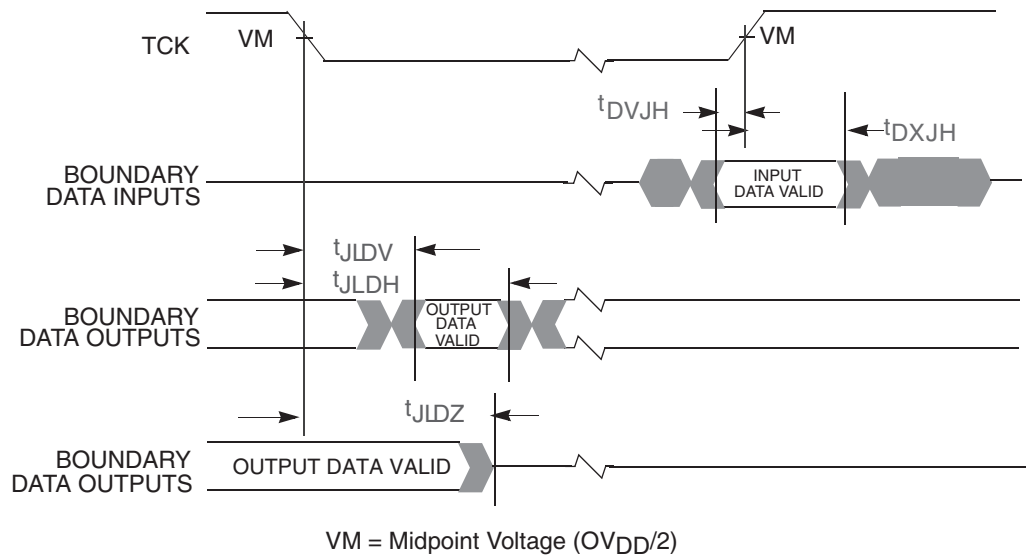 TCK
VM
VM
tDVJH
tDXJH
BOUNDARY
DATA INPUTS
INPUT
DATA VALID
tJLDV
tJLDH
BOUNDARY
DATA OUTPUTS
OUTPUT
DATA
VALID
tJLDZ
BOUNDARY
DATA OUTPUTS
OUTPUT DATA VALID
VM = Midpoint Voltage (OVDD/2)